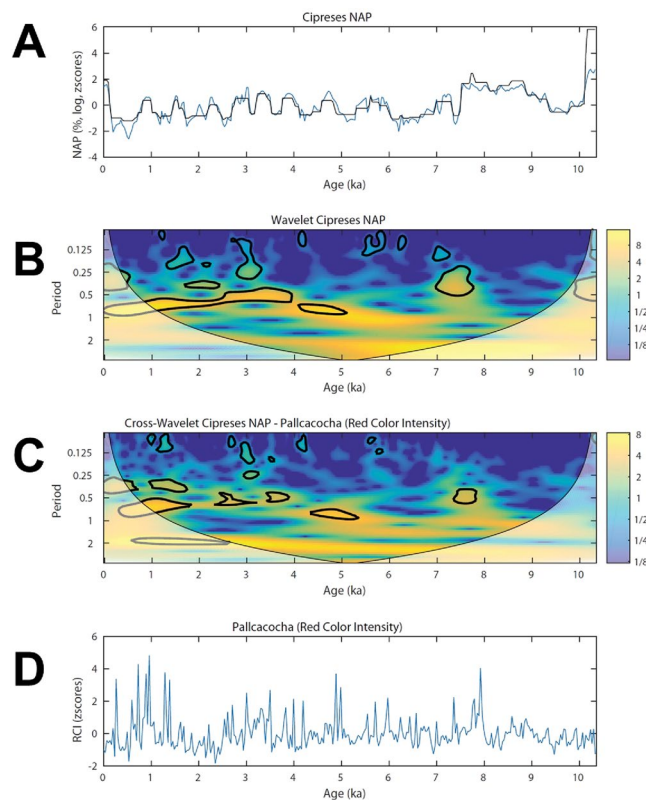 A
Cipreses NAP
NAP (%, log, zscores)
6
4
2
0
-2
-4
0 1 2 3 4 5 6 7 8 9 10
Age (ka)
B
Wavelet Cipreses NAP
Period
0.125
0.25
0.5
1
2
0 1 2 3 4 5 6 7 8 9 10
Age (ka)
8
4
2
1
1/2
1/4
1/8
C
Cross-Wavelet Cipreses NAP - Pallcacocha (Red Color Intensity)
Period
0.125
0.25
0.5
1
2
0 1 2 3 4 5 6 7 8 9 10
Age (ka)
8
4
2
1
1/2
1/4
1/8
D
Pallcacocha (Red Color Intensity)
RCI (zscores)
6
4
2
0
-2
0 1 2 3 4 5 6 7 8 9 10
Age (ka)